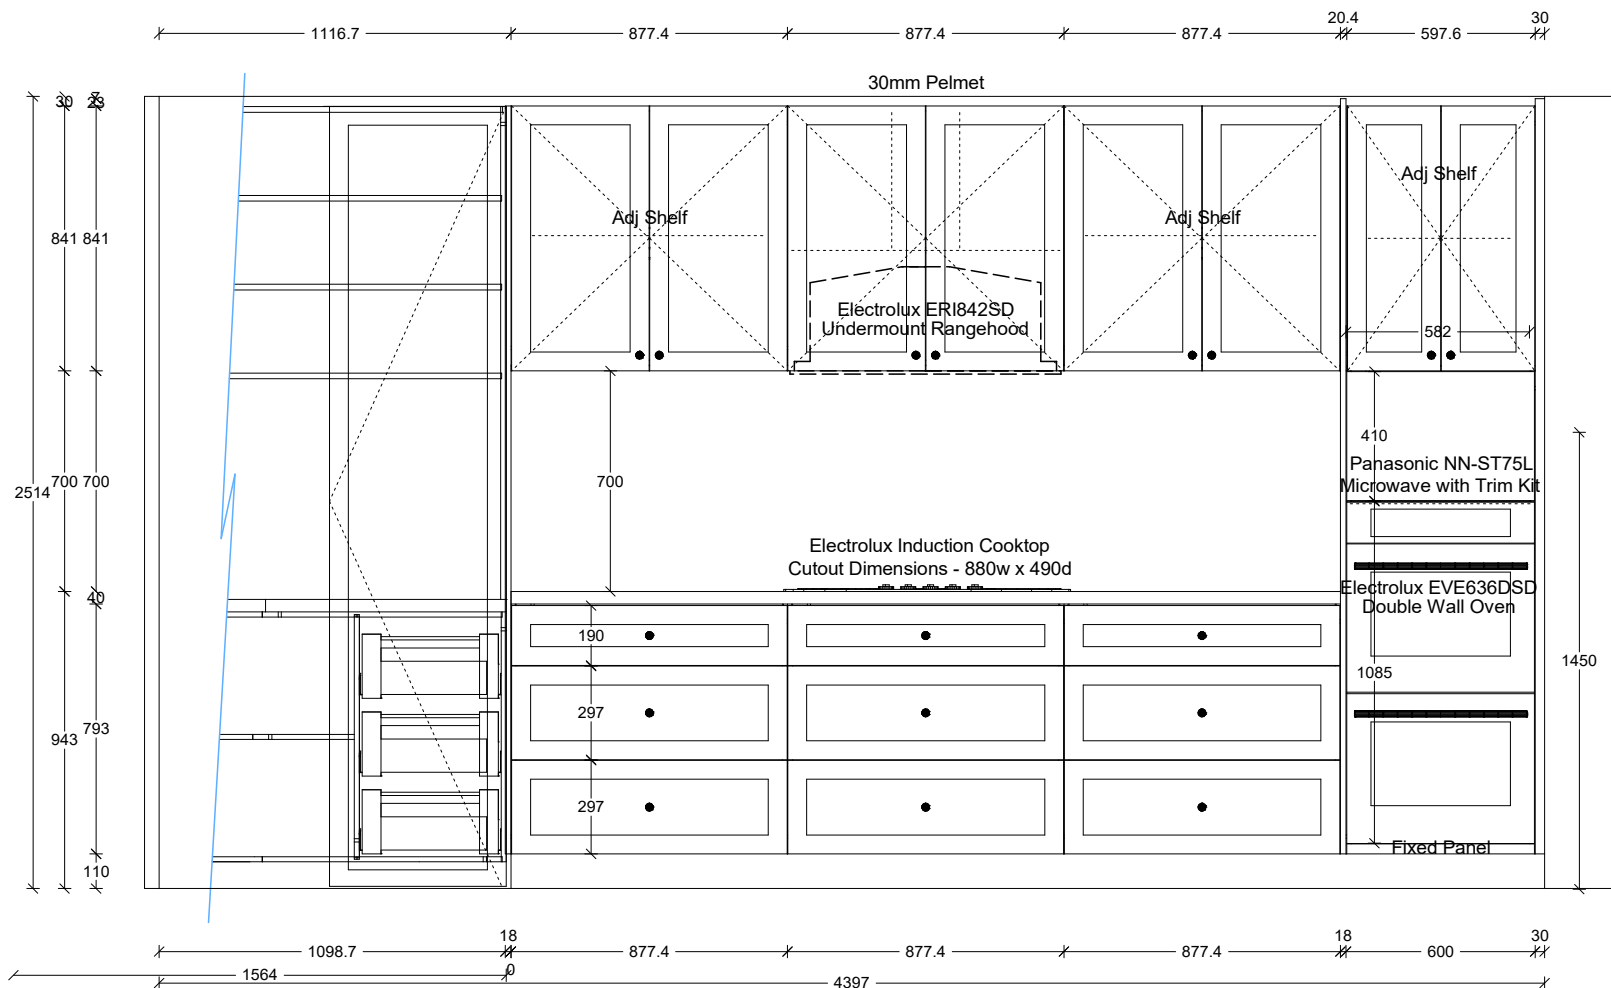 20.4
30
1116.7
877.4
877.4
877.4
597.6
30mm Pelmet
30
7
23
Adj Shelf
Adj Shelf
Adj Shelf
841
841
Electrolux ERI842SD
Undermount Rangehood
582
410
Panasonic NN-ST75L
Microwave with Trim Kit
2514
700
700
700
Electrolux Induction Cooktop
Cutout Dimensions - 880w x 490d
Electrolux EVE636DSD
Double Wall Oven
40
190
1450
1085
297
793
943
297
Fixed Panel
110
18
18
30
1098.7
877.4
877.4
877.4
600
0
1564
4397